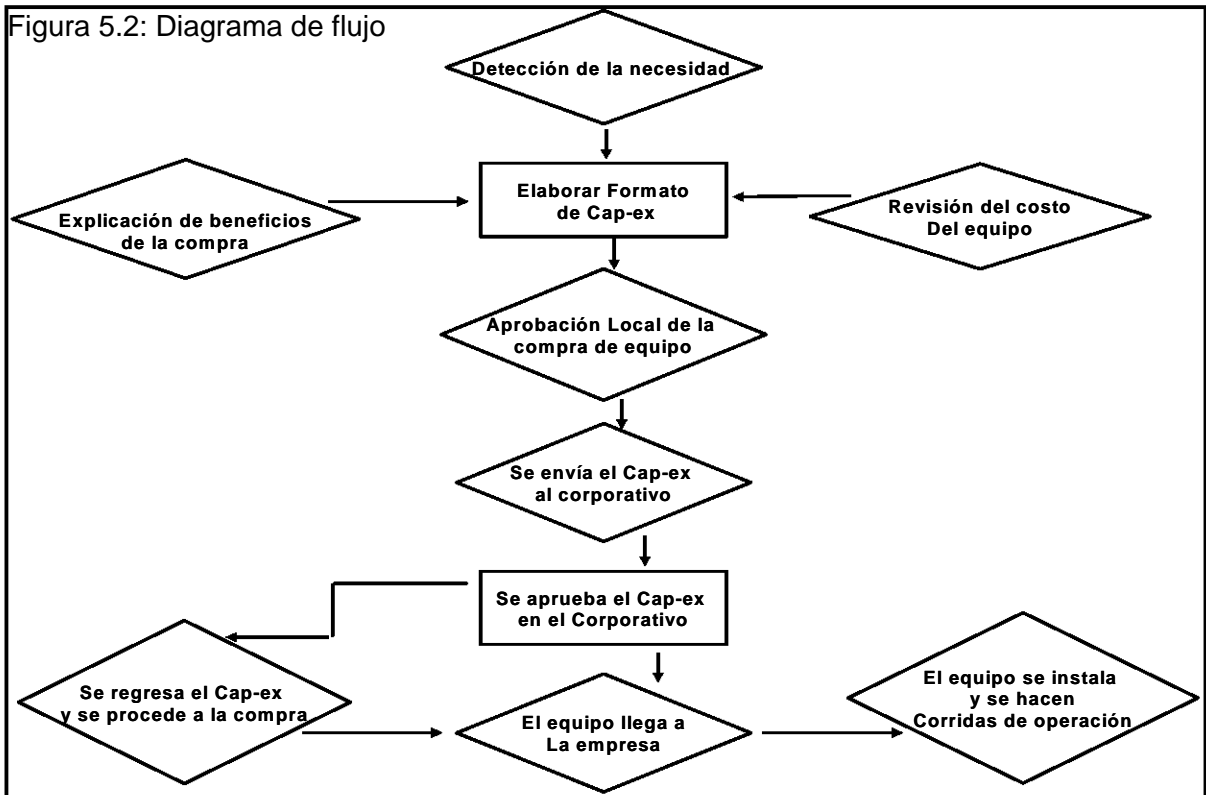 Figura 5.2: Diagrama de flujo
Detección de la necesidad
Elaborar Formato
de Cap-ex
Explicación de beneficios
de la compra
Revisión del costo
Del equipo
Aprobación Local de la
compra de equipo
Se envía el Cap-ex
al corporativo
Se aprueba el Cap-ex
en el Corporativo
Se regresa el Cap-ex
y se procede a la compra
El equipo llega a
La empresa
El equipo se instala
y se hacen
Corridas de operación